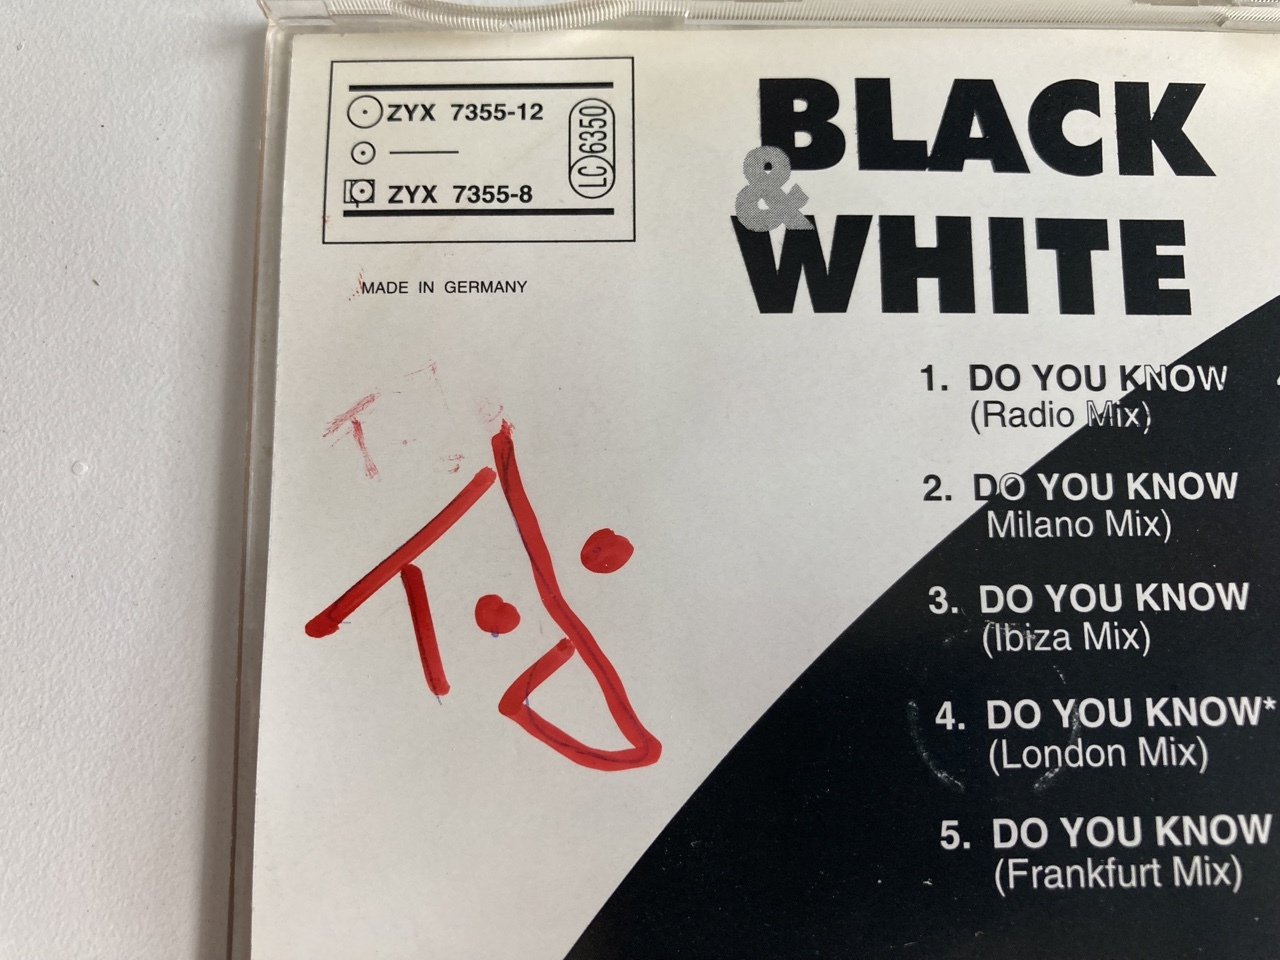 ZYX 7355-12
ZYX 7355-8
LC 6350
MADE IN GERMANY
BLACK
&
WHITE
1. DO YOU KNOW
(Radio Mix)
2. DO YOU KNOW
Milano Mix)
3. DO YOU KNOW
(Ibiza Mix)
4. DO YOU KNOW*
(London Mix)
5. DO YOU KNOW
(Frankfurt Mix)
T.d.